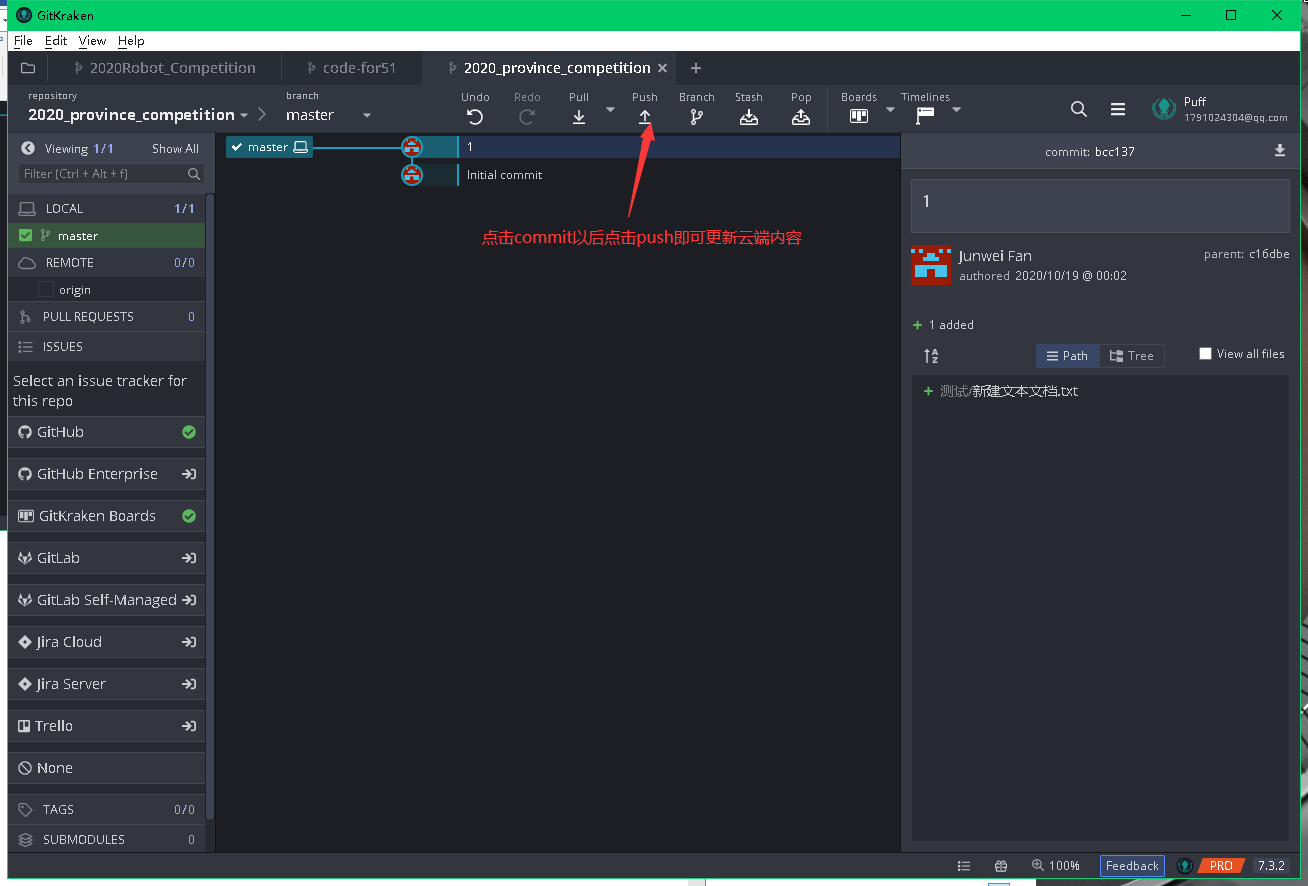 GitKraken
File Edit View Help
2020Robot_Competition code-for51 2020_province_competition
repository branch Undo Redo Pull Push Branch Stash Pop Boards Timelines
2020_province_competition master
Puff
1791024304@qq.com
Viewing 1/1 Show All
Filter (Ctrl + Alt + f)
LOCAL 1/1
master
REMOTE 0/0
origin
PULL REQUESTS 0
ISSUES
Select an issue tracker for
this repo
GitHub
GitHub Enterprise
GitKraken Boards
GitLab
GitLab Self-Managed
Jira Cloud
Jira Server
Trello
None
TAGS 0/0
SUBMODULES 0
master 1
Initial commit
点击commit以后点击push即可更新云端内容
commit: bcc137
1
Junwei Fan parent: c16dbe
authored 2020/10/19 @ 00:02
1 added
Path Tree View all files
测试/新建文本文档.txt
100% Feedback PRO 7.3.2